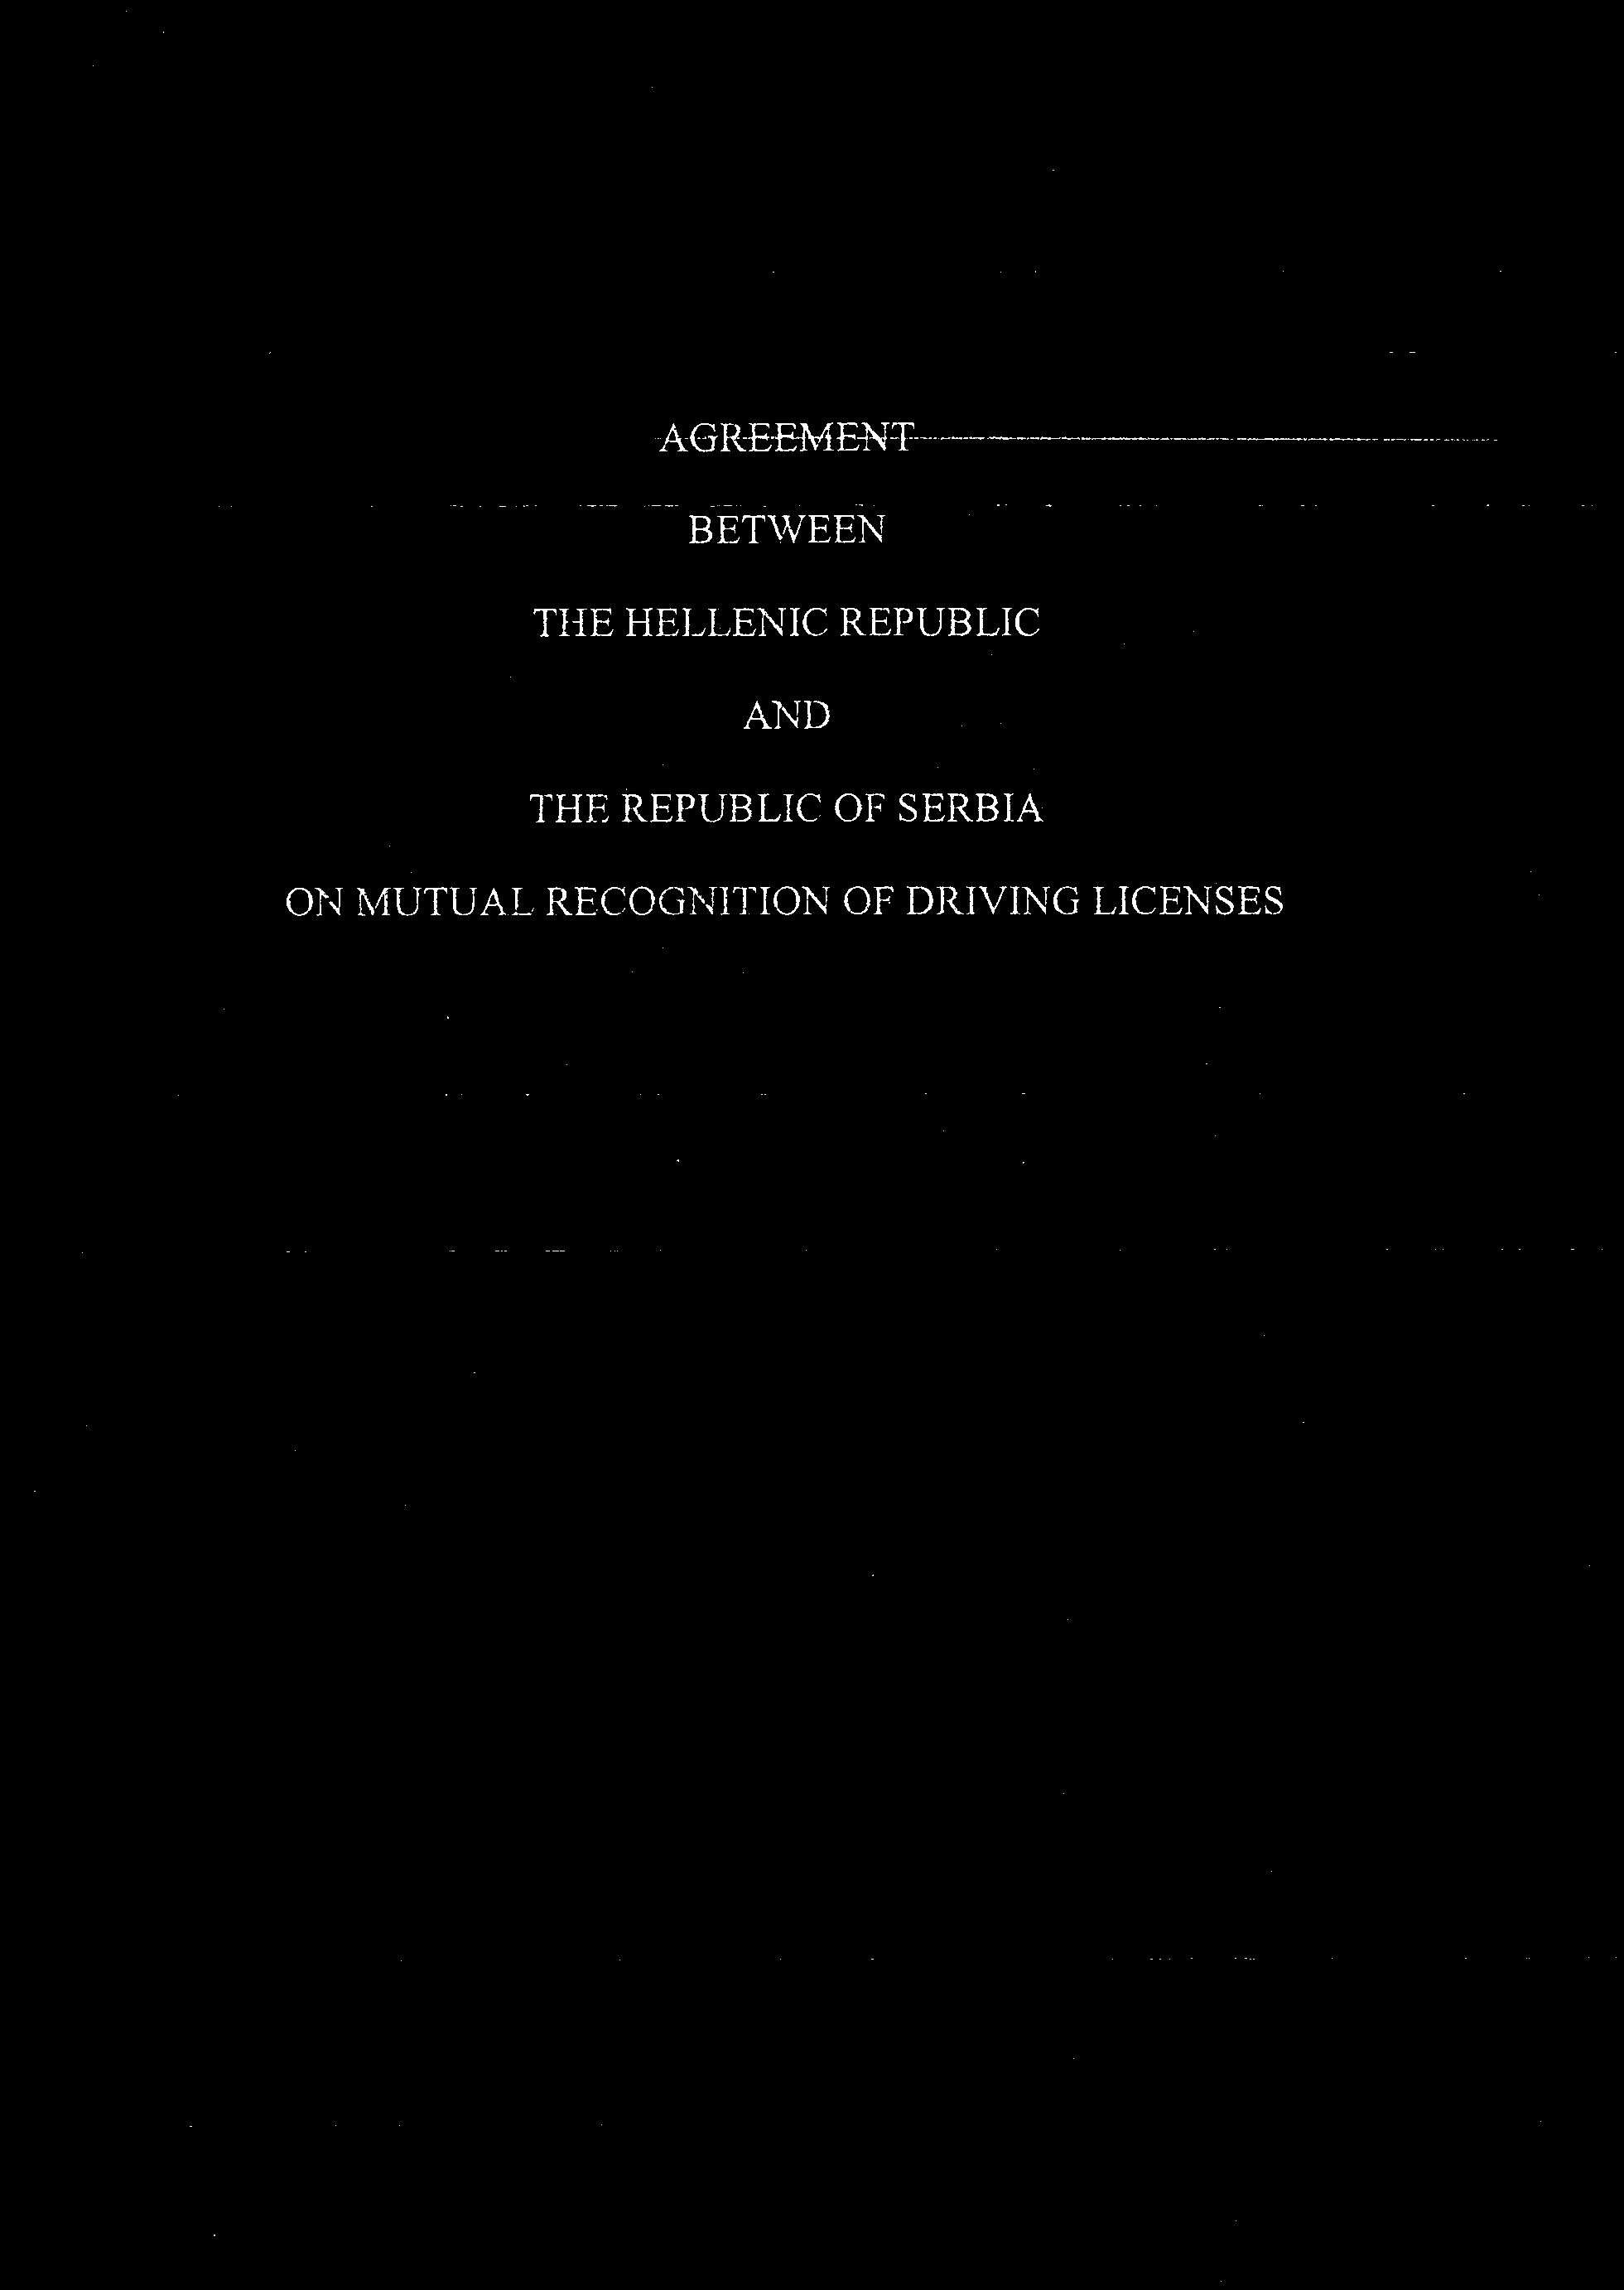 AGREEMENT
BETWEEN
THE HELLENIC REPUBLIC
AND
THE REPUBLIC OF SERBIA
ON MUTUAL RECOGNITION OF DRIVING LICENSES